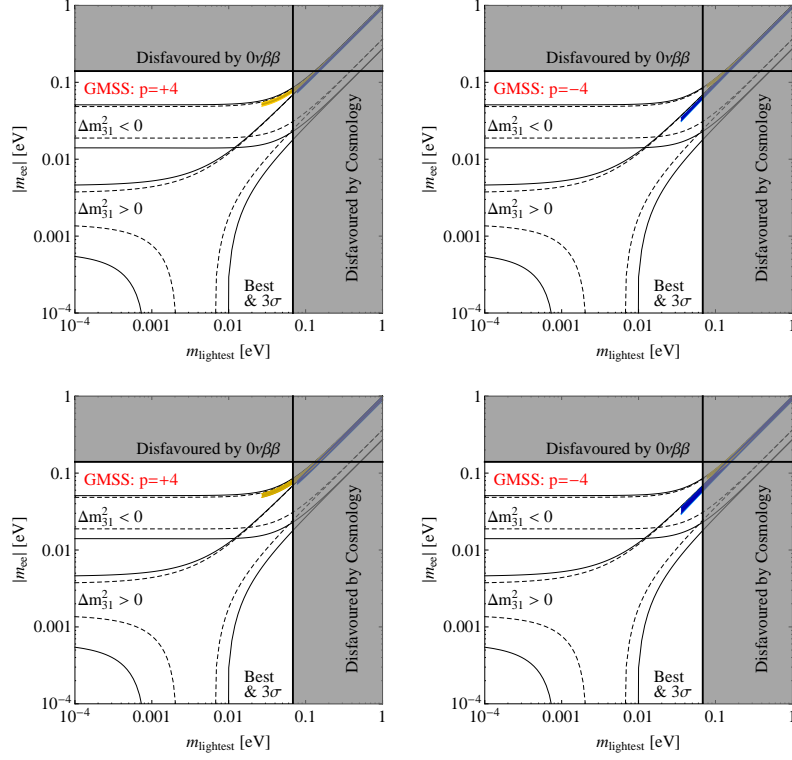 1
Disfavoured by 0νββ
0.1
GMSS: p=+4
Δm²₃₁ < 0
|mₑₑ| [eV]
0.01
Δm²₃₁ > 0
0.001
Disfavoured by Cosmology
Best
& 3σ
10⁻⁴
10⁻⁴ 0.001 0.01 0.1 1
m_lightest [eV]
1
Disfavoured by 0νββ
0.1
GMSS: p=−4
Δm²₃₁ < 0
|mₑₑ| [eV]
0.01
Δm²₃₁ > 0
0.001
Disfavoured by Cosmology
Best
& 3σ
10⁻⁴
10⁻⁴ 0.001 0.01 0.1 1
m_lightest [eV]
1
Disfavoured by 0νββ
0.1
GMSS: p=+4
Δm²₃₁ < 0
|mₑₑ| [eV]
0.01
Δm²₃₁ > 0
0.001
Disfavoured by Cosmology
Best
& 3σ
10⁻⁴
10⁻⁴ 0.001 0.01 0.1 1
m_lightest [eV]
1
Disfavoured by 0νββ
0.1
GMSS: p=−4
Δm²₃₁ < 0
|mₑₑ| [eV]
0.01
Δm²₃₁ > 0
0.001
Disfavoured by Cosmology
Best
& 3σ
10⁻⁴
10⁻⁴ 0.001 0.01 0.1 1
m_lightest [eV]